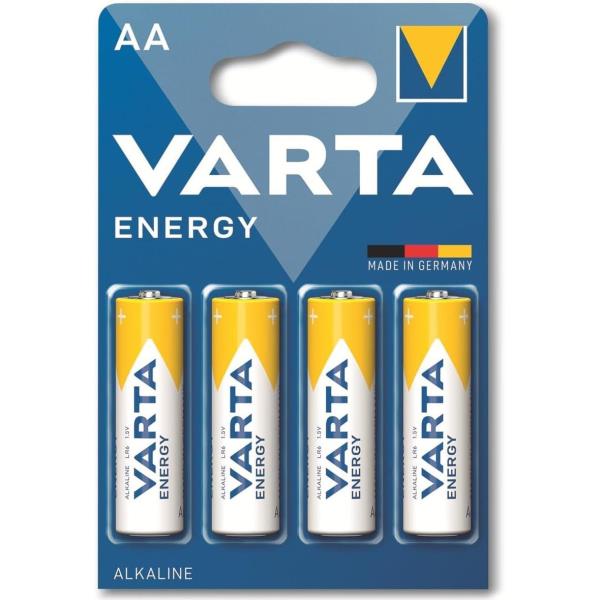 AA
VARTA
ENERGY
MADE IN GERMANY
+ + + +
VARTA
ENERGY
ALKALINE LR6 1.5V
A
VARTA
ENERGY
ALKALINE LR6 1.5V
A
VARTA
ENERGY
ALKALINE LR6 1.5V
A
VARTA
ENERGY
ALKALINE LR6 1.5V
A
ALKALINE